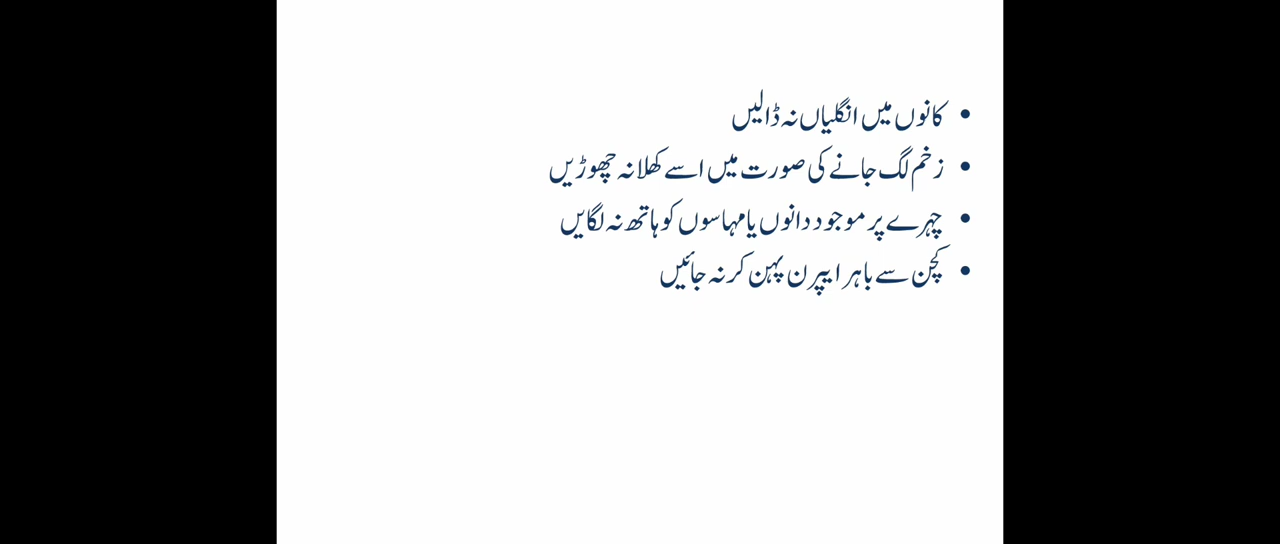 • کانوں میں انگلیاں نہ ڈالیں
• زخم لگ جانے کی صورت میں اسے کھلا نہ چھوڑیں
• چہرے پر موجود دانوں یا مہاسوں کو ہاتھ نہ لگایں
• کچن سے باہر ایپرن پہن کر نہ جائیں